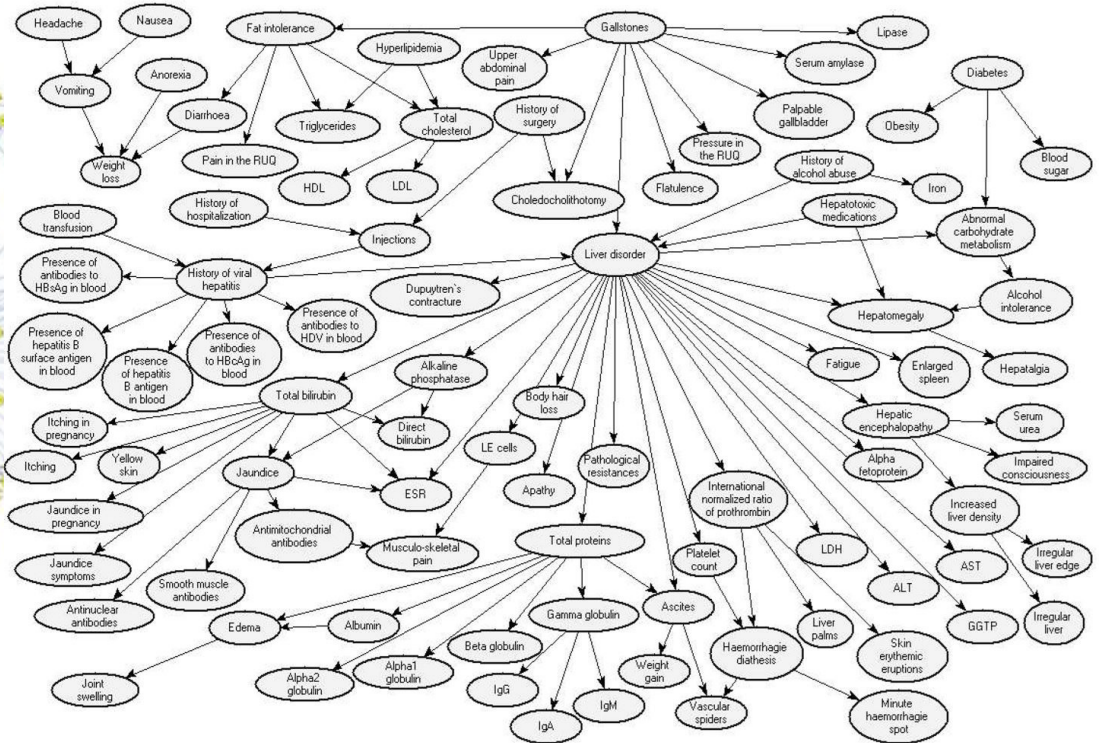 Headache
Nausea
Fat intolerance
Gallstones
Lipase
Hyperlipidemia
Upper
abdominal
pain
Serum amylase
Vomiting
Anorexia
Diabetes
Diarrhoea
Triglycerides
Total
cholesterol
History of
surgery
Palpable
gallbladder
Obesity
Pain in the RUQ
Pressure in
the RUQ
Weight
loss
HDL
LDL
Flatulence
History of
alcohol abuse
Blood
sugar
Choledocholithotomy
Iron
History of
hospitalization
Hepatotoxic
medications
Blood
transfusion
Abnormal
carbohydrate
metabolism
Injections
Liver disorder
Presence of
antibodies to
HBsAg in blood
History of viral
hepatitis
Dupuytren`s
contracture
Alcohol
intolerance
Hepatomegaly
Presence of
antibodies to
HDV in blood
Presence of
hepatitis B
surface antigen
in blood
Presence
of hepatitis
B antigen
in blood
Presence of
antibodies
to HBcAg in
blood
Alkaline
phosphatase
Fatigue
Enlarged
spleen
Hepatalgia
Total bilirubin
Body hair
loss
Hepatic
encephalopathy
Serum
urea
Itching in
pregnancy
Direct
bilirubin
LE cells
Itching
Yellow
skin
Jaundice
Pathological
resistances
Alpha
fetoprotein
Impaired
consciousness
ESR
Apathy
International
normalized ratio
of prothrombin
Increased
liver density
Jaundice in
pregnancy
Antimitochondrial
antibodies
Musculo-skeletal
pain
Total proteins
Platelet
count
LDH
Irregular
liver edge
Jaundice
symptoms
AST
Smooth muscle
antibodies
ALT
Antinuclear
antibodies
Edema
Albumin
Gamma globulin
Ascites
Liver
palms
GGTP
Irregular
liver
Beta globulin
Haemorrhagie
diathesis
Skin
erythemic
eruptions
Joint
swelling
Alpha2
globulin
Alpha1
globulin
Weight
gain
IgG
IgM
IgA
Vascular
spiders
Minute
haemorrhagie
spot